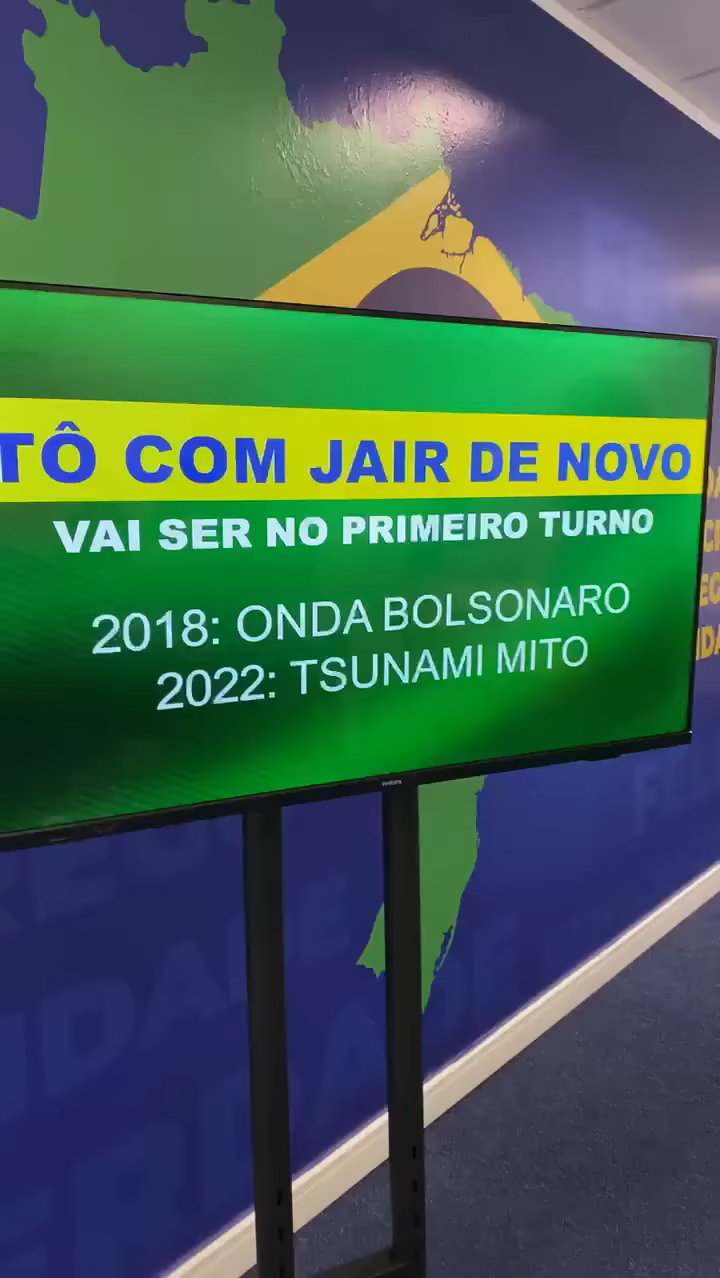 TÔ COM JAIR DE NOVO
VAI SER NO PRIMEIRO TURNO
2018: ONDA BOLSONARO
2022: TSUNAMI MITO